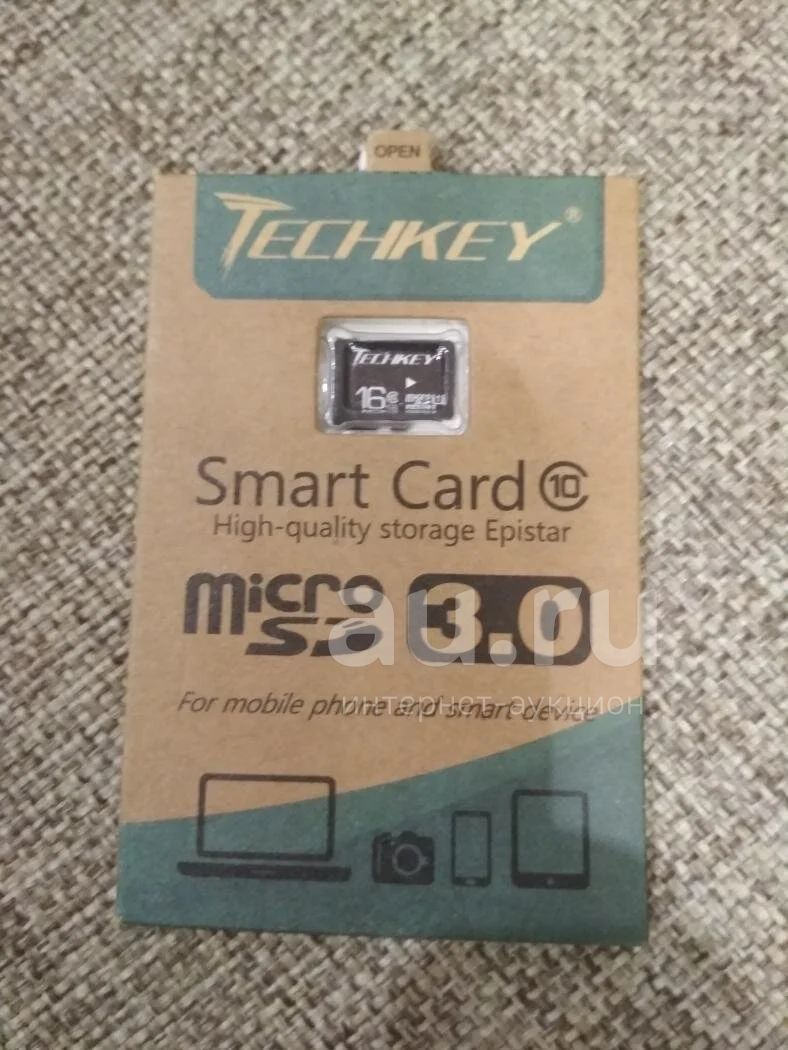 OPEN
TECHKEY®
TECHKEY
16
Smart Card 10
High-quality storage Epistar
micro
SD 3.0
au.ru
интернет-аукцион
For mobile phone and smart device